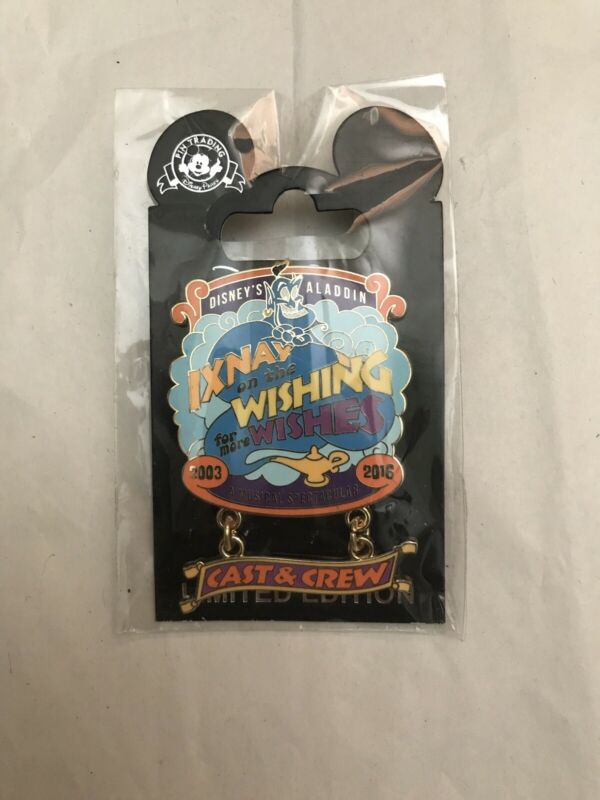 PIN TRADING
Disney Parks
DISNEY'S ALADDIN
IXNAY
on the
WISHING
for more
WISHES
2003 2016
A MUSICAL SPECTACULAR
CAST & CREW
LIMITED EDITION